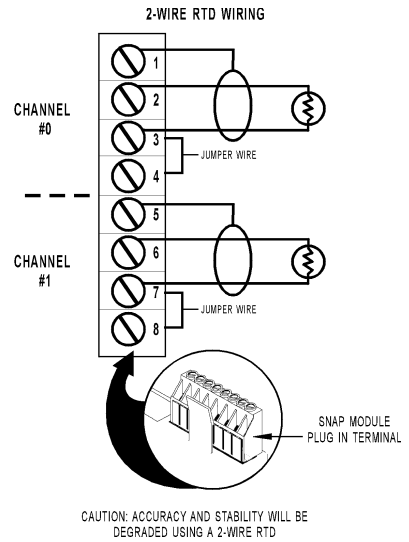 2-WIRE RTD WIRING
1
2
CHANNEL
#0
3
JUMPER WIRE
4
5
6
CHANNEL
#1
7
JUMPER WIRE
8
SNAP MODULE
PLUG IN TERMINAL
CAUTION: ACCURACY AND STABILITY WILL BE
DEGRADED USING A 2-WIRE RTD